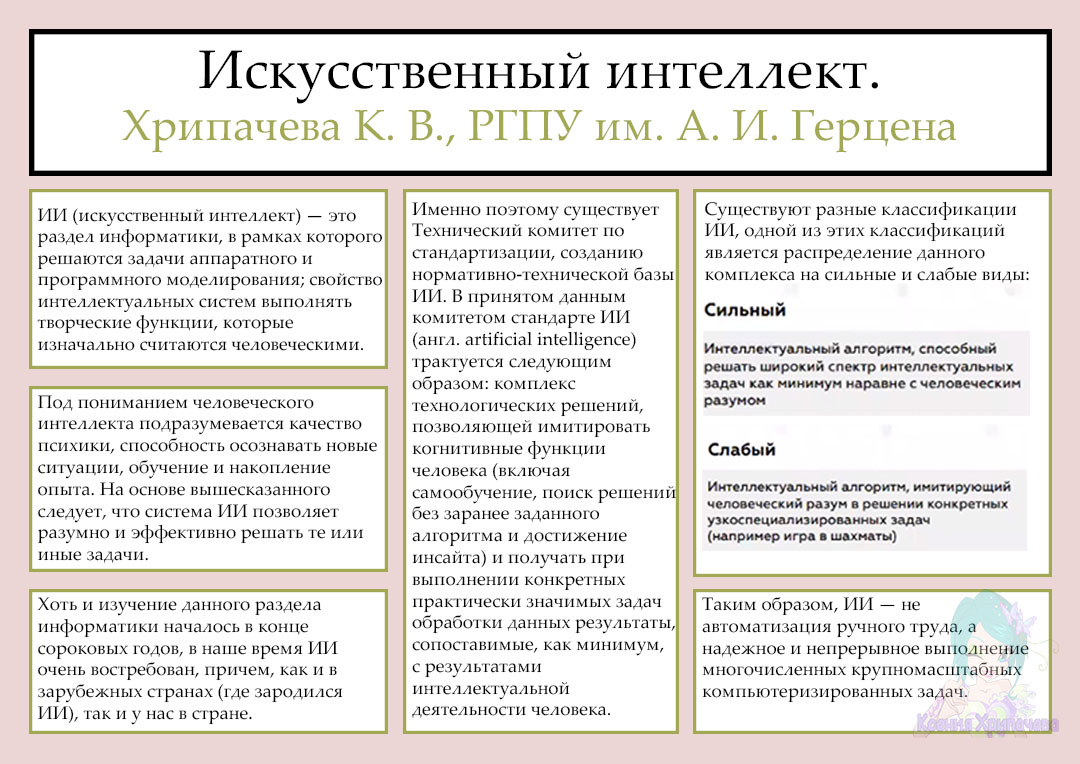 Искусственный интеллект.
Хрипачева К. В., РГПУ им. А. И. Герцена
ИИ (искусственный интеллект) — это
раздел информатики, в рамках которого
решаются задачи аппаратного и
программного моделирования; свойство
интеллектуальных систем выполнять
творческие функции, которые
изначально считаются человеческими.
Под пониманием человеческого
интеллекта подразумевается качество
психики, способность осознавать новые
ситуации, обучение и накопление
опыта. На основе вышесказанного
следует, что система ИИ позволяет
разумно и эффективно решать те или
иные задачи.
Хоть и изучение данного раздела
информатики началось в конце
сороковых годов, в наше время ИИ
очень востребован, причем, как и в
зарубежных странах (где зародился
ИИ), так и у нас в стране.
Именно поэтому существует
Технический комитет по
стандартизации, созданию
нормативно-технической базы
ИИ. В принятом данным
комитетом стандарте ИИ
(англ. artificial intelligence)
трактуется следующим
образом: комплекс
технологических решений,
позволяющей имитировать
когнитивные функции
человека (включая
самообучение, поиск решений
без заранее заданного
алгоритма и достижение
инсайта) и получать при
выполнении конкретных
практически значимых задач
обработки данных результаты,
сопоставимые, как минимум,
с результатами
интеллектуальной
деятельности человека.
Существуют разные классификации
ИИ, одной из этих классификаций
является распределение данного
комплекса на сильные и слабые виды:
Сильный
Интеллектуальный алгоритм, способный
решать широкий спектр интеллектуальных
задач как минимум наравне с человеческим
разумом
Слабый
Интеллектуальный алгоритм, имитирующий
человеческий разум в решении конкретных
узкоспециализированных задач
(например игра в шахматы)
Таким образом, ИИ — не
автоматизация ручного труда, а
надежное и непрерывное выполнение
многочисленных крупномасштабных
компьютеризированных задач.
Ксения Хрипачева